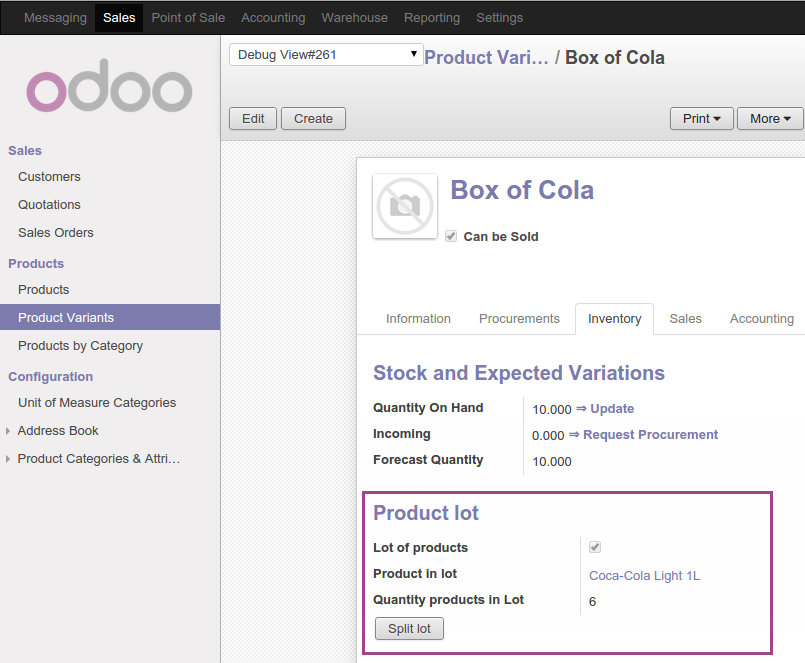 Messaging Sales Point of Sale Accounting Warehouse Reporting Settings
odoo
Debug View#261 Product Vari… / Box of Cola
Edit Create Print More
Sales
Customers
Quotations
Sales Orders
Products
Products
Product Variants
Products by Category
Configuration
Unit of Measure Categories
Address Book
Product Categories & Attri…
Box of Cola
Can be Sold
Information Procurements Inventory Sales Accounting
Stock and Expected Variations
Quantity On Hand 10.000 ⇒ Update
Incoming 0.000 ⇒ Request Procurement
Forecast Quantity 10.000
Product lot
Lot of products
Product in lot Coca-Cola Light 1L
Quantity products in Lot 6
Split lot